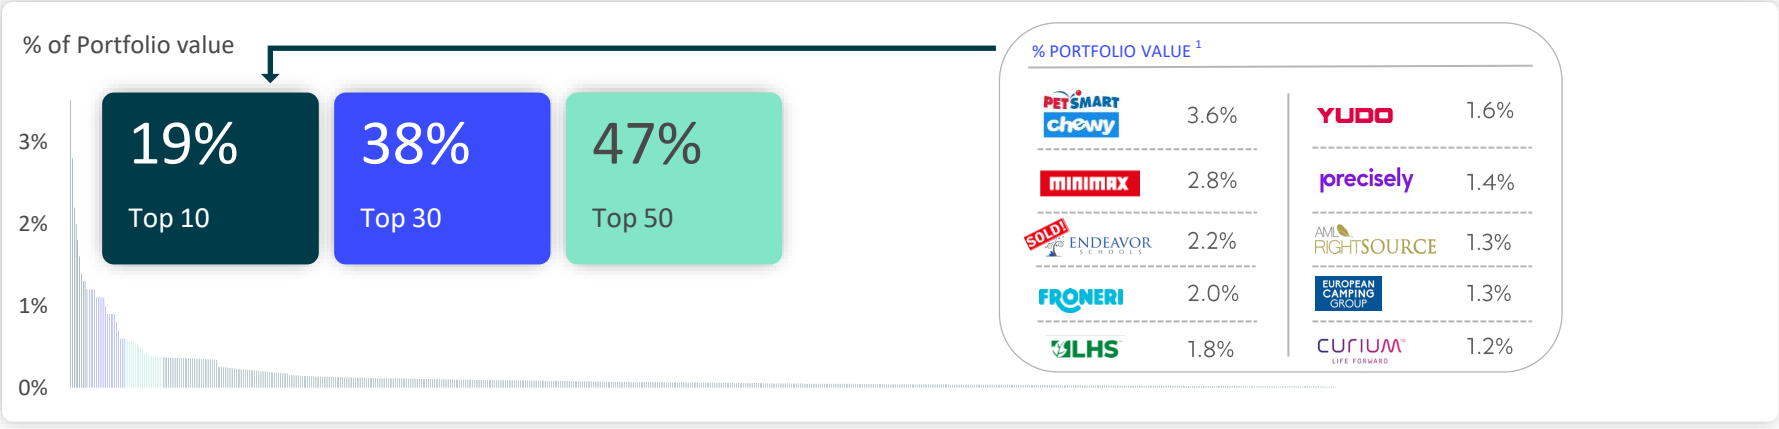 % of Portfolio value
19%
Top 10
38%
Top 30
47%
Top 50
3%
2%
1%
0%
% PORTFOLIO VALUE 1
PETSMART
chewy
3.6%
MINIMAX
2.8%
SOLD!
ENDEAVOR
SCHOOLS
2.2%
FRONERI
2.0%
LHS
1.8%
YUDO
1.6%
precisely
1.4%
AML
RIGHTSOURCE
1.3%
EUROPEAN
CAMPING
GROUP
1.3%
CURIUM™
LIFE FORWARD
1.2%